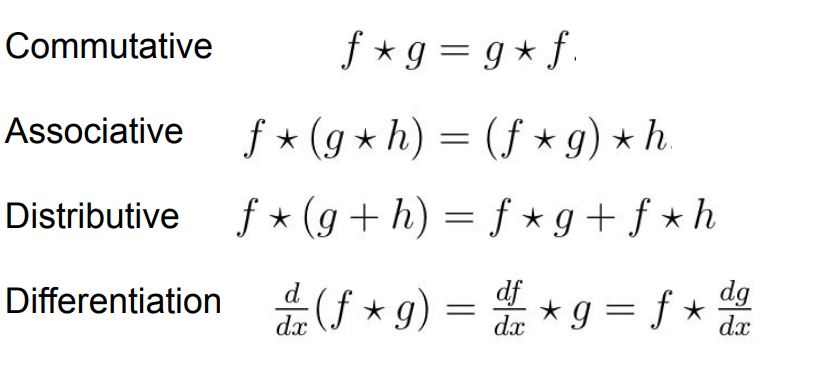 Commutative f ⋆ g = g ⋆ f.
Associative f ⋆ (g ⋆ h) = (f ⋆ g) ⋆ h.
Distributive f ⋆ (g + h) = f ⋆ g + f ⋆ h
Differentiation d/dx (f ⋆ g) = df/dx ⋆ g = f ⋆ dg/dx